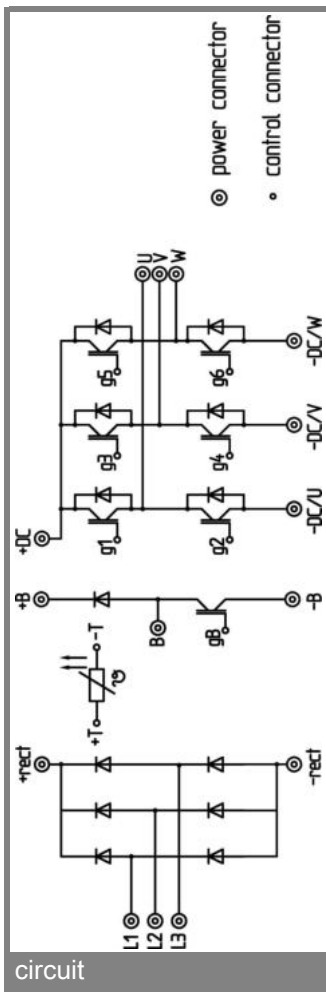 power connector
control connector
U
V
W
g5
g6
-DC/W
g3
g4
-DC/V
+DC
g1
g2
-DC/U
+B
B
gB
-B
-T
+T
ϑ
+rect
-rect
L1
L2
L3
circuit